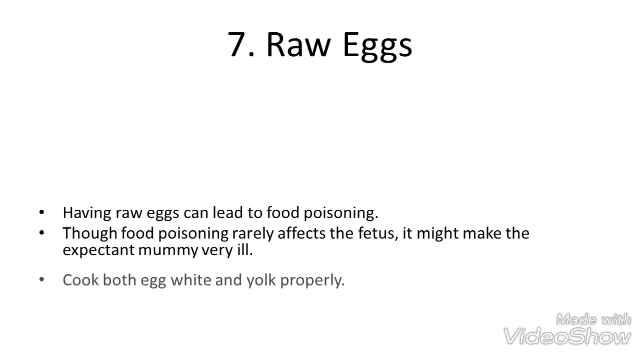 7. Raw Eggs
• Having raw eggs can lead to food poisoning.
• Though food poisoning rarely affects the fetus, it might make the
expectant mummy very ill.
• Cook both egg white and yolk properly.
Made with
VideoShow